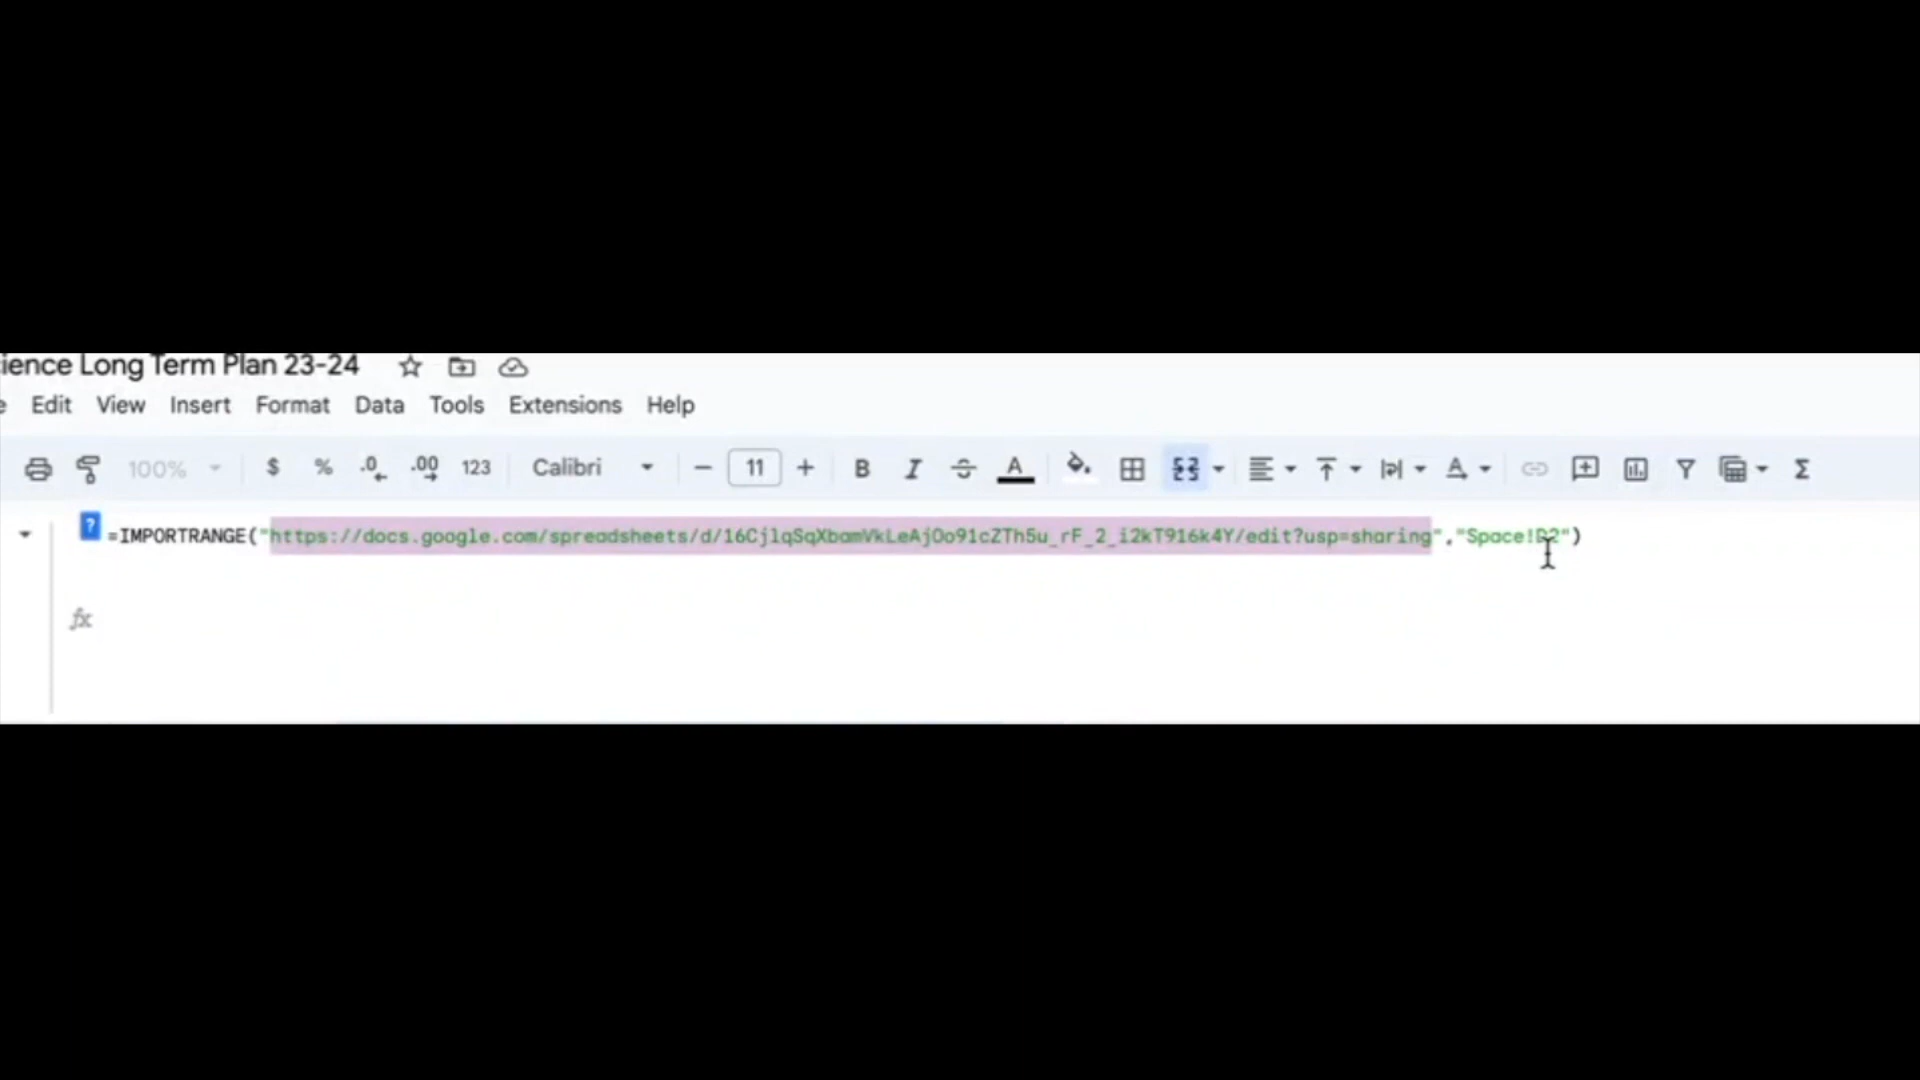 ience Long Term Plan 23-24
Edit View Insert Format Data Tools Extensions Help
100% $ % .0 .00 123 Calibri 11 B I S A
? =IMPORTRANGE("https://docs.google.com/spreadsheets/d/16CjlqSqXbamVkLeAjOo91cZTh5u_rF_2_i2kT916k4Y/edit?usp=sharing","Space!D2")
fx